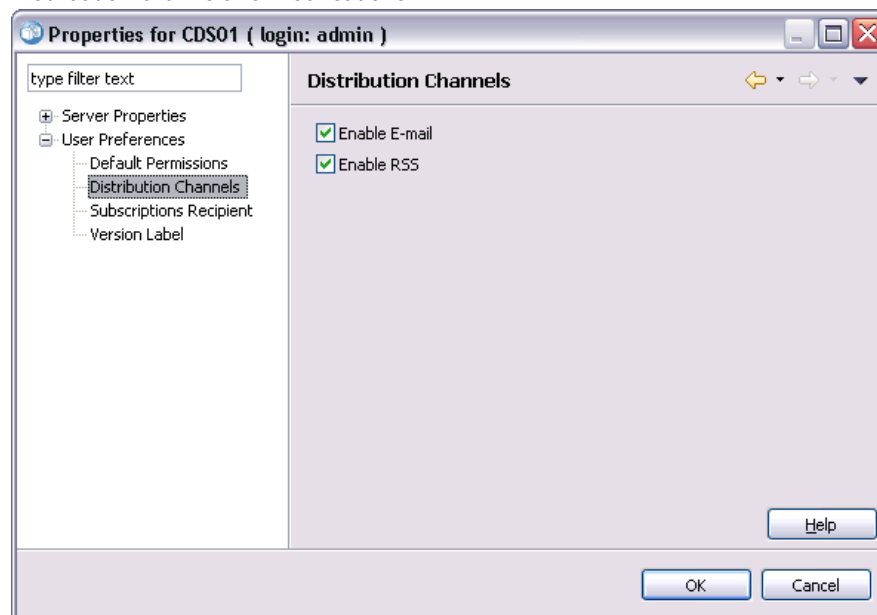 Properties for CDS01 ( login: admin )
type filter text
Distribution Channels
Server Properties
User Preferences
Default Permissions
Distribution Channels
Subscriptions Recipient
Version Label
Enable E-mail
Enable RSS
Help
OK
Cancel